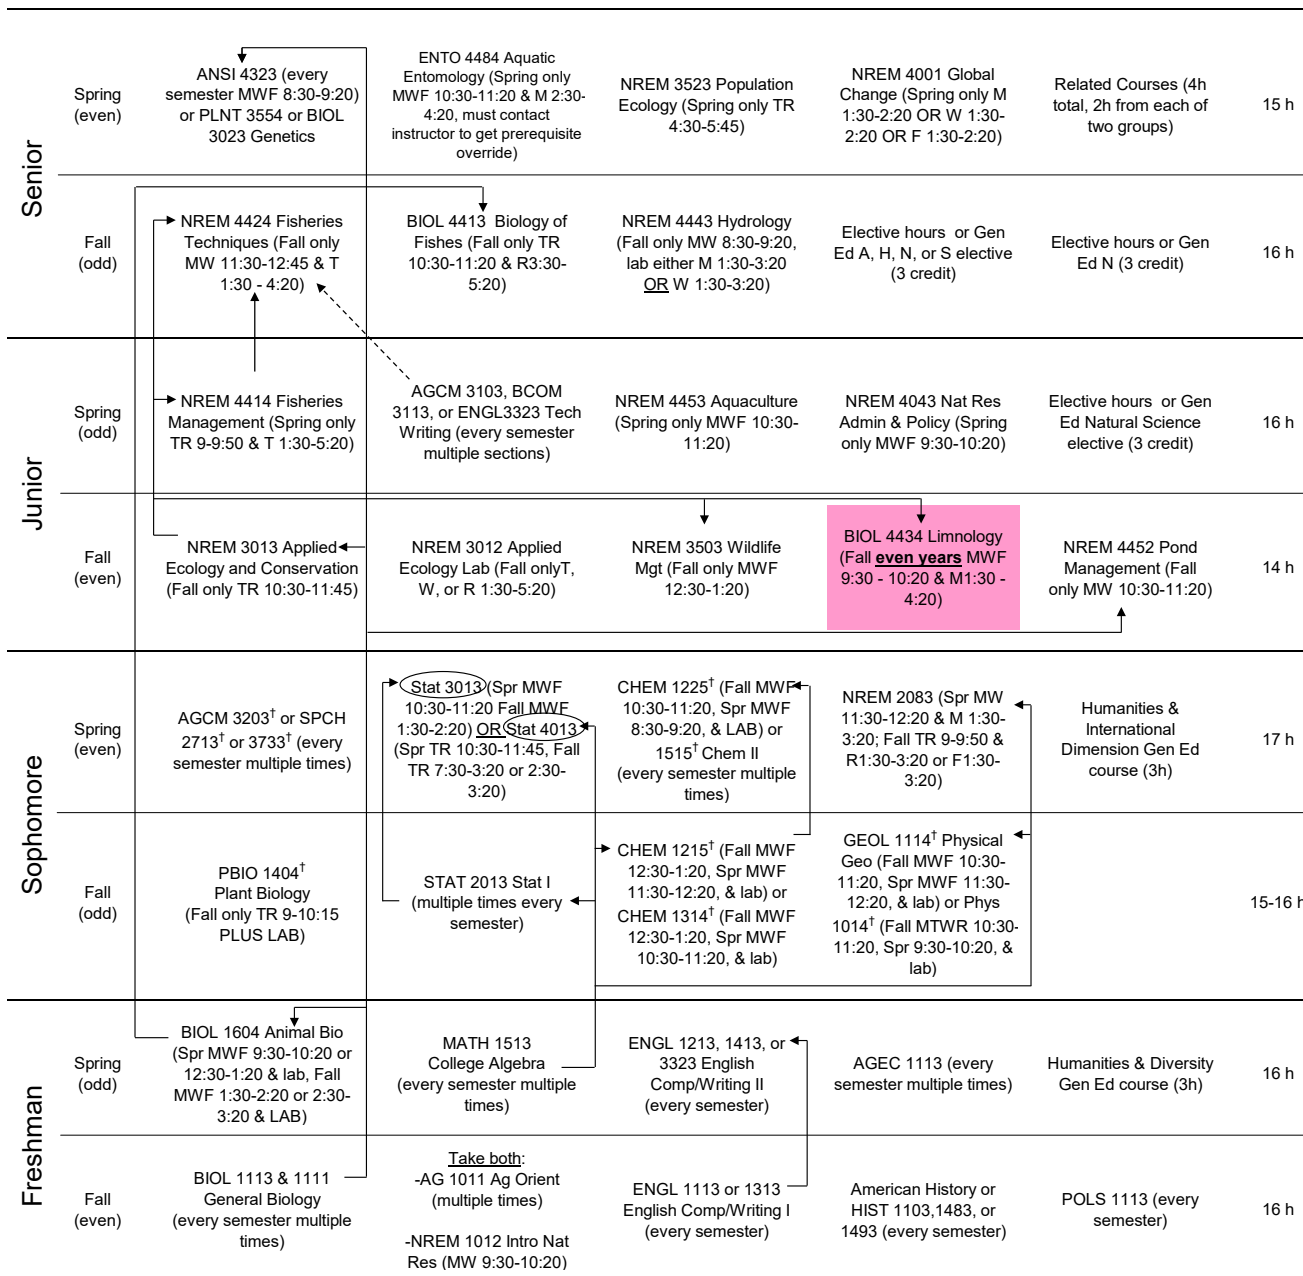 Senior
Spring
(even)
ANSI 4323 (every
semester MWF 8:30-9:20)
or PLNT 3554 or BIOL
3023 Genetics
ENTO 4484 Aquatic
Entomology (Spring only
MWF 10:30-11:20 & M 2:30-
4:20, must contact
instructor to get prerequisite
override)
NREM 3523 Population
Ecology (Spring only TR
4:30-5:45)
NREM 4001 Global
Change (Spring only M
1:30-2:20 OR W 1:30-
2:20 OR F 1:30-2:20)
Related Courses (4h
total, 2h from each of
two groups)
15 h
Fall
(odd)
NREM 4424 Fisheries
Techniques (Fall only
MW 11:30-12:45 & T
1:30 - 4:20)
BIOL 4413 Biology of
Fishes (Fall only TR
10:30-11:20 & R3:30-
5:20)
NREM 4443 Hydrology
(Fall only MW 8:30-9:20,
lab either M 1:30-3:20
OR W 1:30-3:20)
Elective hours or Gen
Ed A, H, N, or S elective
(3 credit)
Elective hours or Gen
Ed N (3 credit)
16 h
Junior
Spring
(odd)
NREM 4414 Fisheries
Management (Spring only
TR 9-9:50 & T 1:30-5:20)
AGCM 3103, BCOM
3113, or ENGL3323 Tech
Writing (every semester
multiple sections)
NREM 4453 Aquaculture
(Spring only MWF 10:30-
11:20)
NREM 4043 Nat Res
Admin & Policy (Spring
only MWF 9:30-10:20)
Elective hours or Gen
Ed Natural Science
elective (3 credit)
16 h
Fall
(even)
NREM 3013 Applied
Ecology and Conservation
(Fall only TR 10:30-11:45)
NREM 3012 Applied
Ecology Lab (Fall onlyT,
W, or R 1:30-5:20)
NREM 3503 Wildlife
Mgt (Fall only MWF
12:30-1:20)
BIOL 4434 Limnology
(Fall even years MWF
9:30 - 10:20 & M1:30 -
4:20)
NREM 4452 Pond
Management (Fall
only MW 10:30-11:20)
14 h
Sophomore
Spring
(even)
AGCM 3203† or SPCH
2713† or 3733† (every
semester multiple times)
Stat 3013 (Spr MWF
10:30-11:20 Fall MWF
1:30-2:20) OR Stat 4013
(Spr TR 10:30-11:45, Fall
TR 7:30-3:20 or 2:30-
3:20)
CHEM 1225† (Fall MWF
10:30-11:20, Spr MWF
8:30-9:20, & LAB) or
1515† Chem II
(every semester multiple
times)
NREM 2083 (Spr MW
11:30-12:20 & M 1:30-
3:20; Fall TR 9-9:50 &
R1:30-3:20 or F1:30-
3:20)
Humanities &
International
Dimension Gen Ed
course (3h)
17 h
Fall
(odd)
PBIO 1404†
Plant Biology
(Fall only TR 9-10:15
PLUS LAB)
STAT 2013 Stat I
(multiple times every
semester)
CHEM 1215† (Fall MWF
12:30-1:20, Spr MWF
11:30-12:20, & lab) or
CHEM 1314† (Fall MWF
12:30-1:20, Spr MWF
10:30-11:20, & lab)
GEOL 1114† Physical
Geo (Fall MWF 10:30-
11:20, Spr MWF 11:30-
12:20, & lab) or Phys
1014† (Fall MTWR 10:30-
11:20, Spr 9:30-10:20, &
lab)
15-16 h
Freshman
Spring
(odd)
BIOL 1604 Animal Bio
(Spr MWF 9:30-10:20 or
12:30-1:20 & lab, Fall
MWF 1:30-2:20 or 2:30-
3:20 & LAB)
MATH 1513
College Algebra
(every semester multiple
times)
ENGL 1213, 1413, or
3323 English
Comp/Writing II
(every semester)
AGEC 1113 (every
semester multiple times)
Humanities & Diversity
Gen Ed course (3h)
16 h
Fall
(even)
BIOL 1113 & 1111
General Biology
(every semester multiple
times)
Take both:
-AG 1011 Ag Orient
(multiple times)
-NREM 1012 Intro Nat
Res (MW 9:30-10:20)
ENGL 1113 or 1313
English Comp/Writing I
(every semester)
American History or
HIST 1103,1483, or
1493 (every semester)
POLS 1113 (every
semester)
16 h